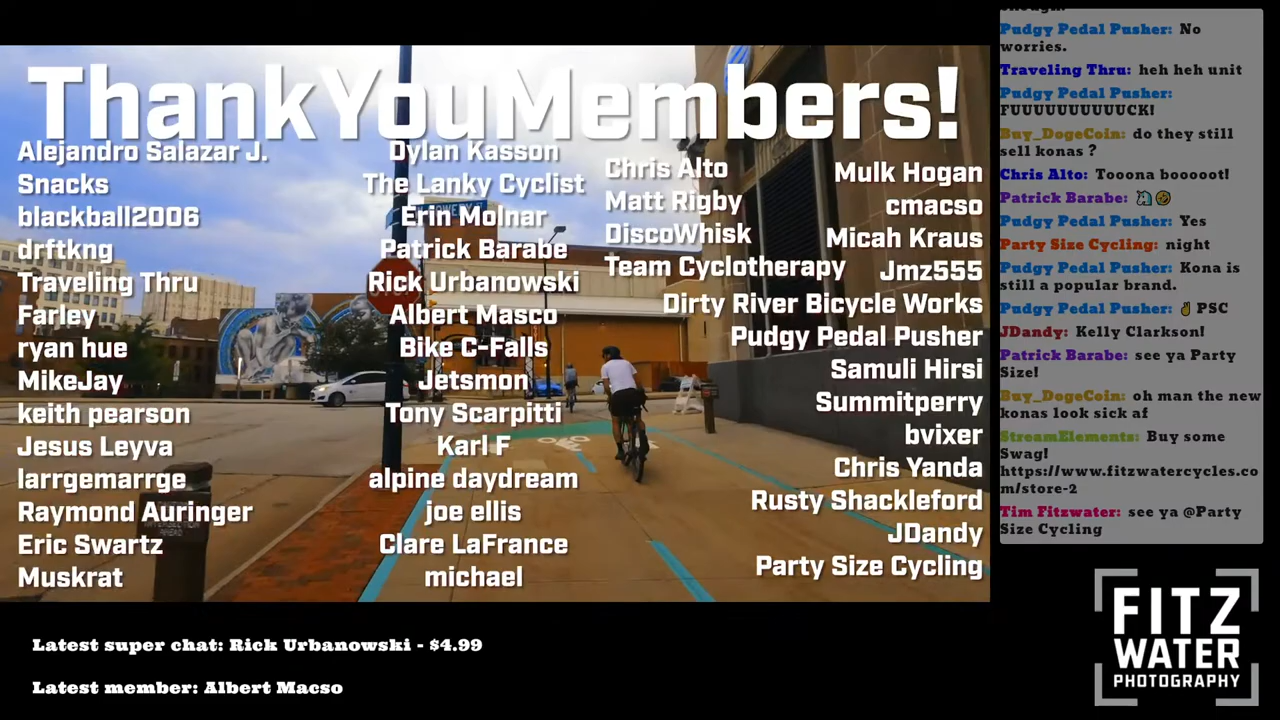 ThankYouMembers!
Alejandro Salazar J.
Snacks
blackball2006
drftkng
Traveling Thru
Farley
ryan hue
MikeJay
keith pearson
Jesus Leyva
larrgemarrge
Raymond Auringer
Eric Swartz
Muskrat
Dylan Kasson
The Lanky Cyclist
Erin Molnar
Patrick Barabe
Rick Urbanowski
Albert Masco
Bike C-Falls
Jetsmon
Tony Scarpitti
Karl F
alpine daydream
joe ellis
Clare LaFrance
michael
Chris Alto
Matt Rigby
DiscoWhisk
Team Cyclotherapy
Mulk Hogan
cmacso
Micah Kraus
Jmz555
Dirty River Bicycle Works
Pudgy Pedal Pusher
Samuli Hirsi
Summitperry
bvixer
Chris Yanda
Rusty Shackleford
JDandy
Party Size Cycling
Latest super chat: Rick Urbanowski - $4.99
Latest member: Albert Macso
Pudgy Pedal Pusher: No
worries.
Traveling Thru: heh heh unit
Pudgy Pedal Pusher:
FUUUUUUUUUUCK!
Buy_DogeCoin: do they still
sell konas ?
Chris Alto: Tooona booooot!
Patrick Barabe:
Pudgy Pedal Pusher: Yes
Party Size Cycling: night
Pudgy Pedal Pusher: Kona is
still a popular brand.
Pudgy Pedal Pusher: ✌ PSC
JDandy: Kelly Clarkson!
Patrick Barabe: see ya Party
Size!
Buy_DogeCoin: oh man the new
konas look sick af
StreamElements: Buy some
Swag!
https://www.fitzwatercycles.co
m/store-2
Tim Fitzwater: see ya @Party
Size Cycling
FITZ
WATER
PHOTOGRAPHY